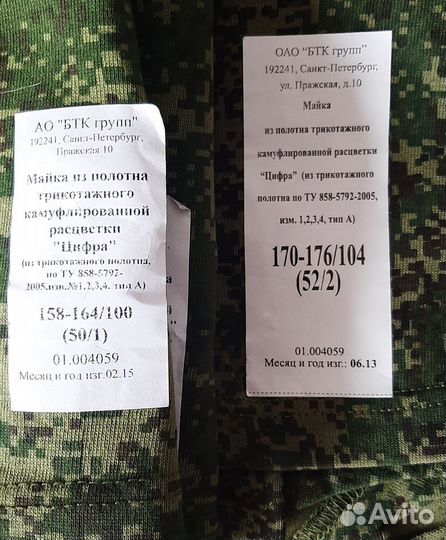 АО "БТК групп"
192241, Санкт-Петербург,
Пражская 10
Майка из полотна
трикотажного
камуфлированной
расцветки
"Цифра"
(из трикотажного полотна,
по ТУ 858-5792-
2005,изм.№1,2,3,4. тип А)
158-164/100
(50/1)
01.004059
Месяц и год изг.02.15
ОАО "БТК групп"
192241, Санкт-Петербург,
ул. Пражская, д.10
Майка
из полотна трикотажного
камуфлированной расцветки
"Цифра" (из трикотажного
полотна по ТУ 858-5792-2005,
изм. 1,2,3,4, тип А)
170-176/104
(52/2)
01.004059
Месяц и год изг.: 06.13
Avito